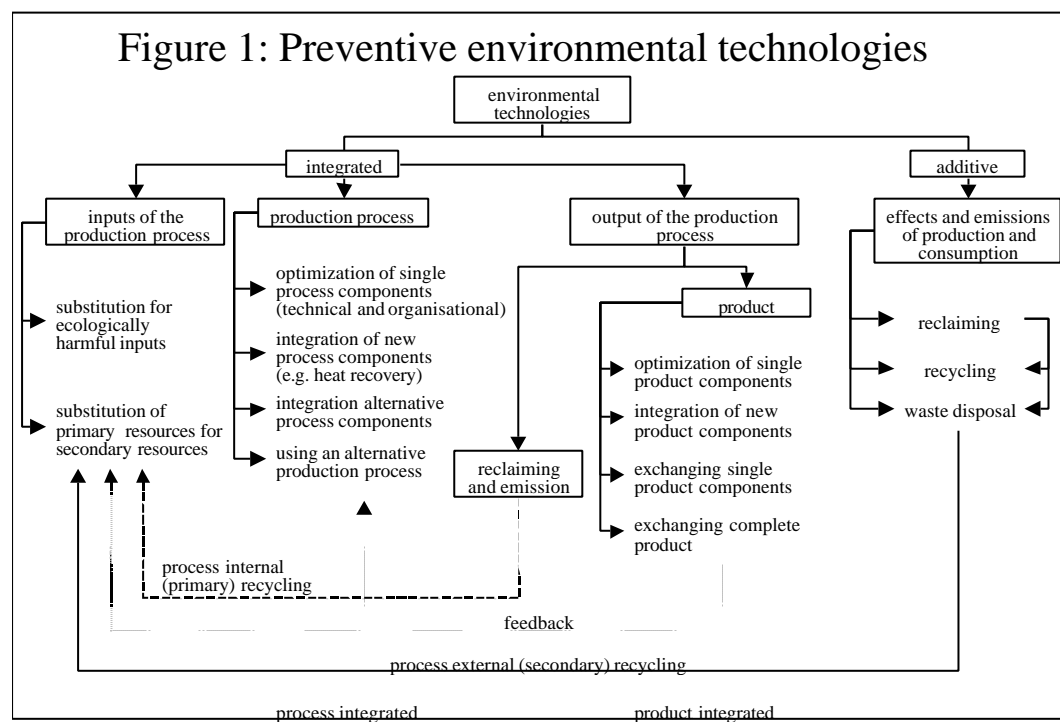 Figure 1: Preventive environmental technologies
environmental
technologies
integrated
additive
inputs of the
production process
production process
output of the production
process
effects and emissions
of production and
consumption
substitution for
ecologically
harmful inputs
substitution of
primary resources for
secondary resources
optimization of single
process components
(technical and organisational)
integration of new
process components
(e.g. heat recovery)
integration alternative
process components
using an alternative
production process
reclaiming
and emission
product
optimization of single
product components
integration of new
product components
exchanging single
product components
exchanging complete
product
reclaiming
recycling
waste disposal
process internal
(primary) recycling
feedback
process external (secondary) recycling
process integrated
product integrated